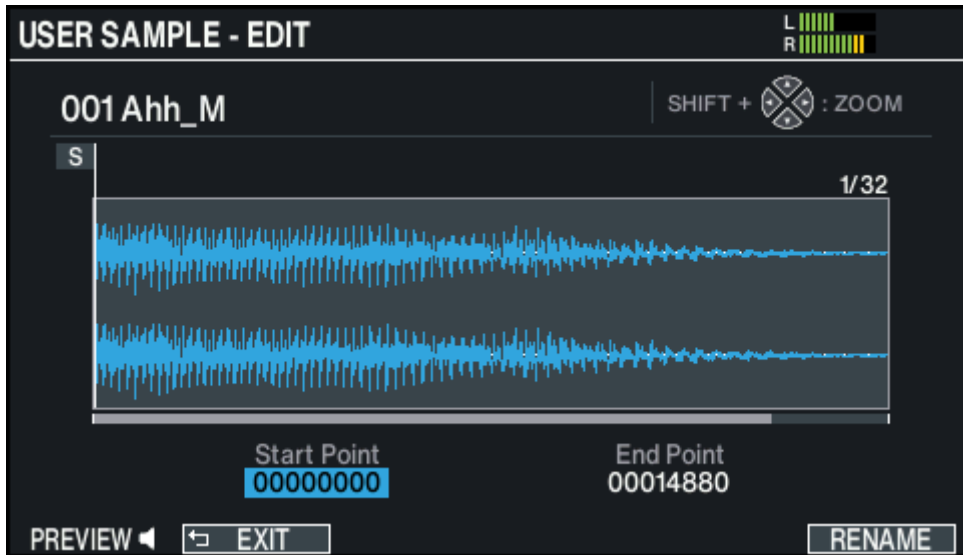 USER SAMPLE - EDIT
L
R
001 Ahh_M
SHIFT + : ZOOM
S
1/32
Start Point
End Point
00000000
00014880
PREVIEW
EXIT
RENAME